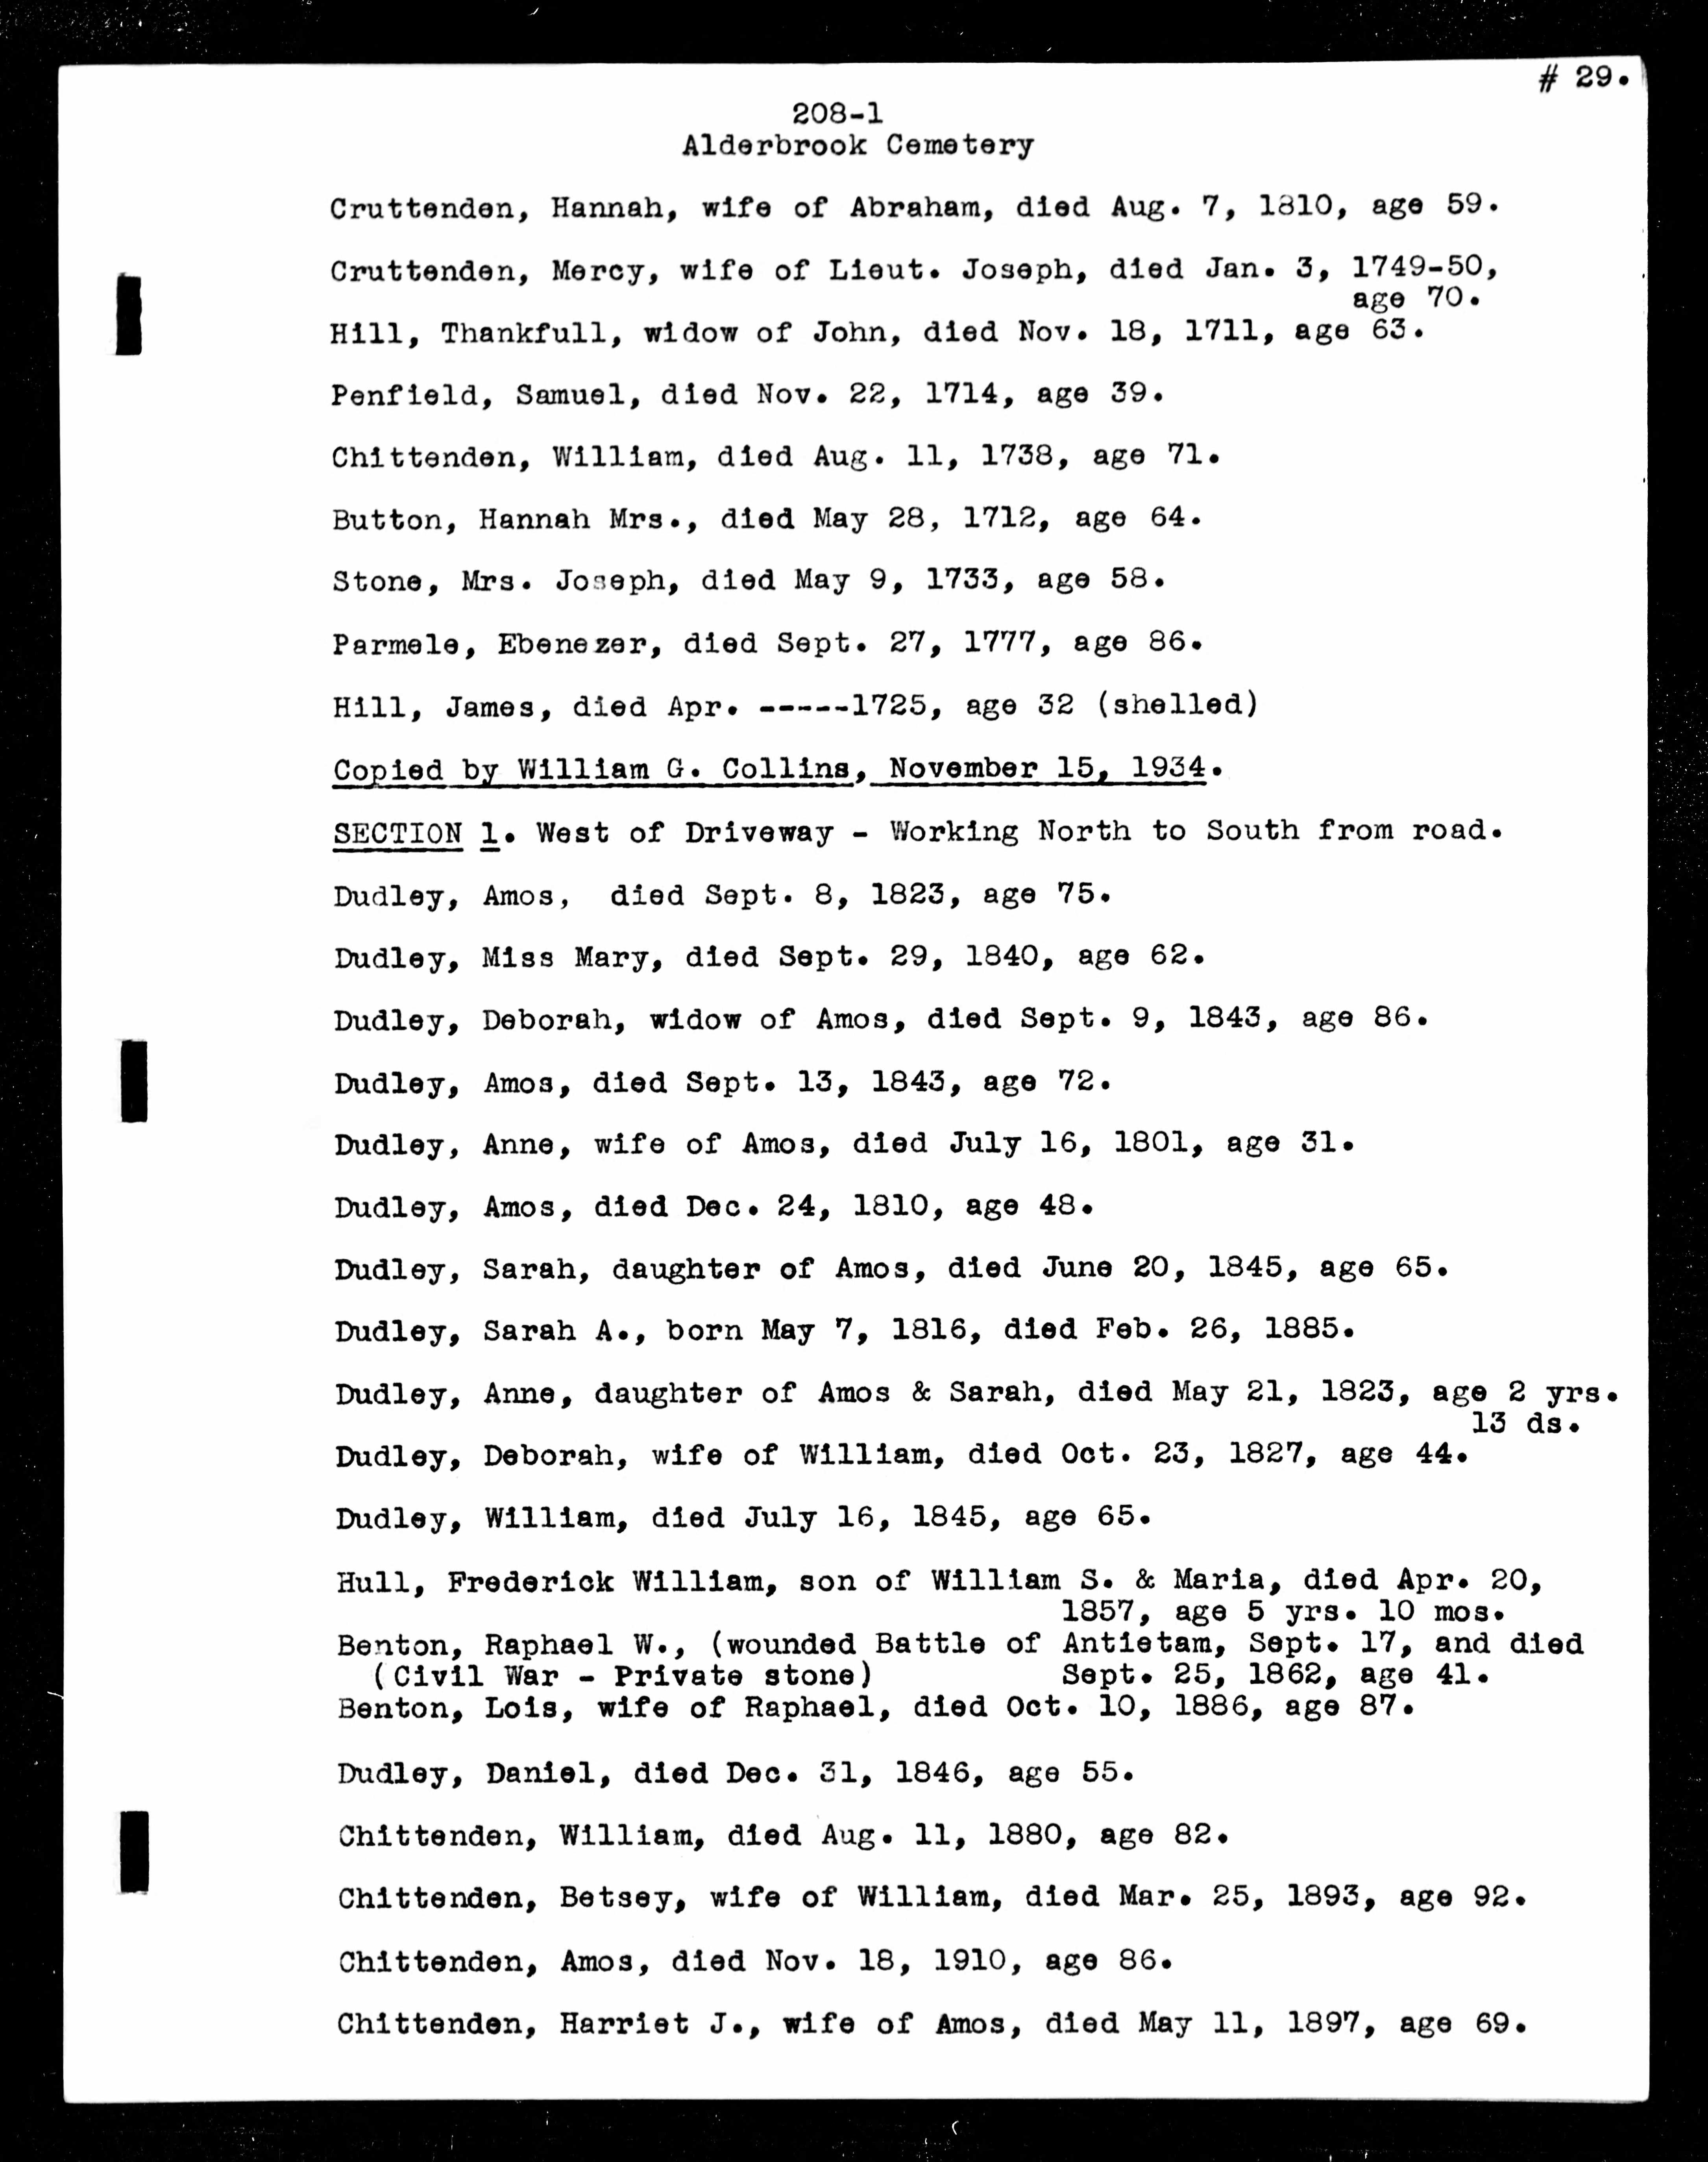 # 29.
208-1
Alderbrook Cemetery
Cruttenden, Hannah, wife of Abraham, died Aug. 7, 1810, age 59.
Cruttenden, Mercy, wife of Lieut. Joseph, died Jan. 3, 1749-50,
age 70.
Hill, Thankfull, widow of John, died Nov. 18, 1711, age 63.
Penfield, Samuel, died Nov. 22, 1714, age 39.
Chittenden, William, died Aug. 11, 1738, age 71.
Button, Hannah Mrs., died May 28, 1712, age 64.
Stone, Mrs. Joseph, died May 9, 1733, age 58.
Parmele, Ebenezer, died Sept. 27, 1777, age 86.
Hill, James, died Apr. -----1725, age 32 (shelled)
Copied by William G. Collins, November 15, 1934.
SECTION 1. West of Driveway - Working North to South from road.
Dudley, Amos, died Sept. 8, 1823, age 75.
Dudley, Miss Mary, died Sept. 29, 1840, age 62.
Dudley, Deborah, widow of Amos, died Sept. 9, 1843, age 86.
Dudley, Amos, died Sept. 13, 1843, age 72.
Dudley, Anne, wife of Amos, died July 16, 1801, age 31.
Dudley, Amos, died Dec. 24, 1810, age 48.
Dudley, Sarah, daughter of Amos, died June 20, 1845, age 65.
Dudley, Sarah A., born May 7, 1816, died Feb. 26, 1885.
Dudley, Anne, daughter of Amos & Sarah, died May 21, 1823, age 2 yrs.
13 ds.
Dudley, Deborah, wife of William, died Oct. 23, 1827, age 44.
Dudley, William, died July 16, 1845, age 65.
Hull, Frederick William, son of William S. & Maria, died Apr. 20,
1857, age 5 yrs. 10 mos.
Benton, Raphael W., (wounded Battle of Antietam, Sept. 17, and died
(Civil War - Private stone) Sept. 25, 1862, age 41.
Benton, Lois, wife of Raphael, died Oct. 10, 1886, age 87.
Dudley, Daniel, died Dec. 31, 1846, age 55.
Chittenden, William, died Aug. 11, 1880, age 82.
Chittenden, Betsey, wife of William, died Mar. 25, 1893, age 92.
Chittenden, Amos, died Nov. 18, 1910, age 86.
Chittenden, Harriet J., wife of Amos, died May 11, 1897, age 69.